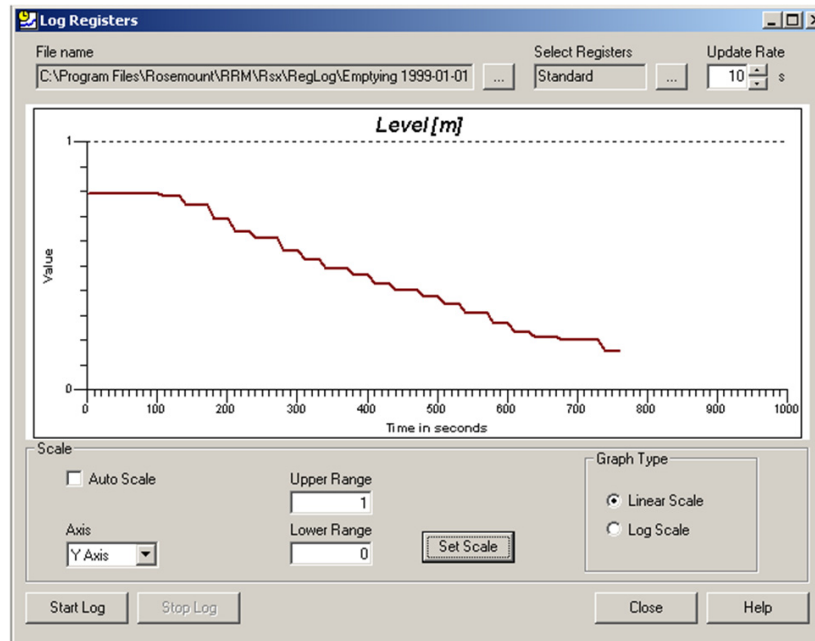 Log Registers
File name
Select Registers
Update Rate
C:\Program Files\Rosemount\RRM\Rsx\RegLog\Emptying 1999-01-01
...
Standard
...
10
s
Level [m]
1
Value
0
0 100 200 300 400 500 600 700 800 900 1000
Time in seconds
Scale
Auto Scale
Upper Range
1
Axis
Lower Range
Y Axis
0
Set Scale
Graph Type
Linear Scale
Log Scale
Start Log
Stop Log
Close
Help